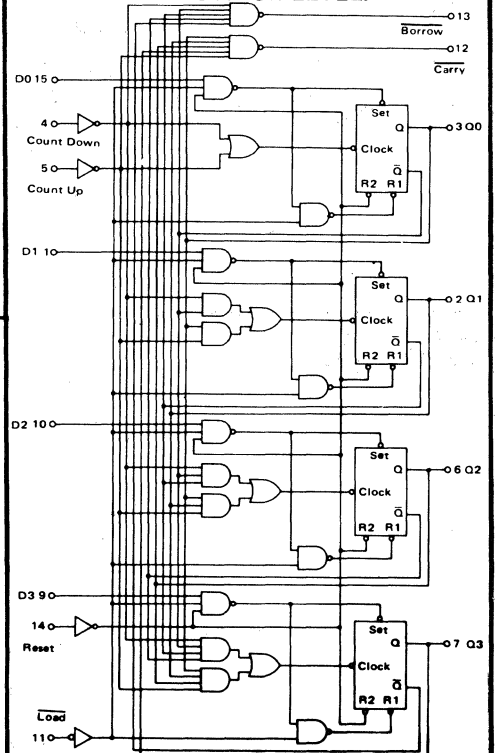 13
Borrow
12
Carry
D0 15
Set
4
Q
3 Q0
Count Down
Clock
5
Q̅
Count Up
R2 R1
D1 1
Set
Q
2 Q1
Clock
Q̅
R2 R1
D2 10
Set
Q
6 Q2
Clock
Q̅
R2 R1
D3 9
14
Set
Reset
Q
7 Q3
Clock
Q̅
Load
R2 R1
11